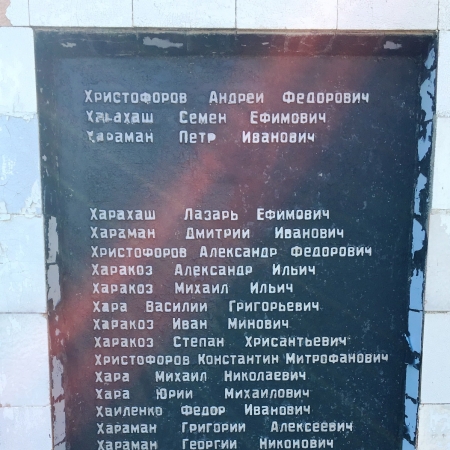 Христофоров Андреи Федорович
Харахаш Семен Ефимович
Хараман Петр Иванович
Харахаш Лазарь Ефимович
Хараман Дмитрии Иванович
Христофоров Александр Федорович
Харакоз Александр Ильич
Харакоз Михаил Ильич
Хара Василии Григорьевич
Харакоз Иван Минович
Харакоз Степан Хрисантьевич
Христофоров Константин Митрофанович
Хара Михаил Николаевич
Хара Юрии Михаилович
Хвиленко Федор Иванович
Хараман Григории Алексеевич
Хараман Георгии Никонович